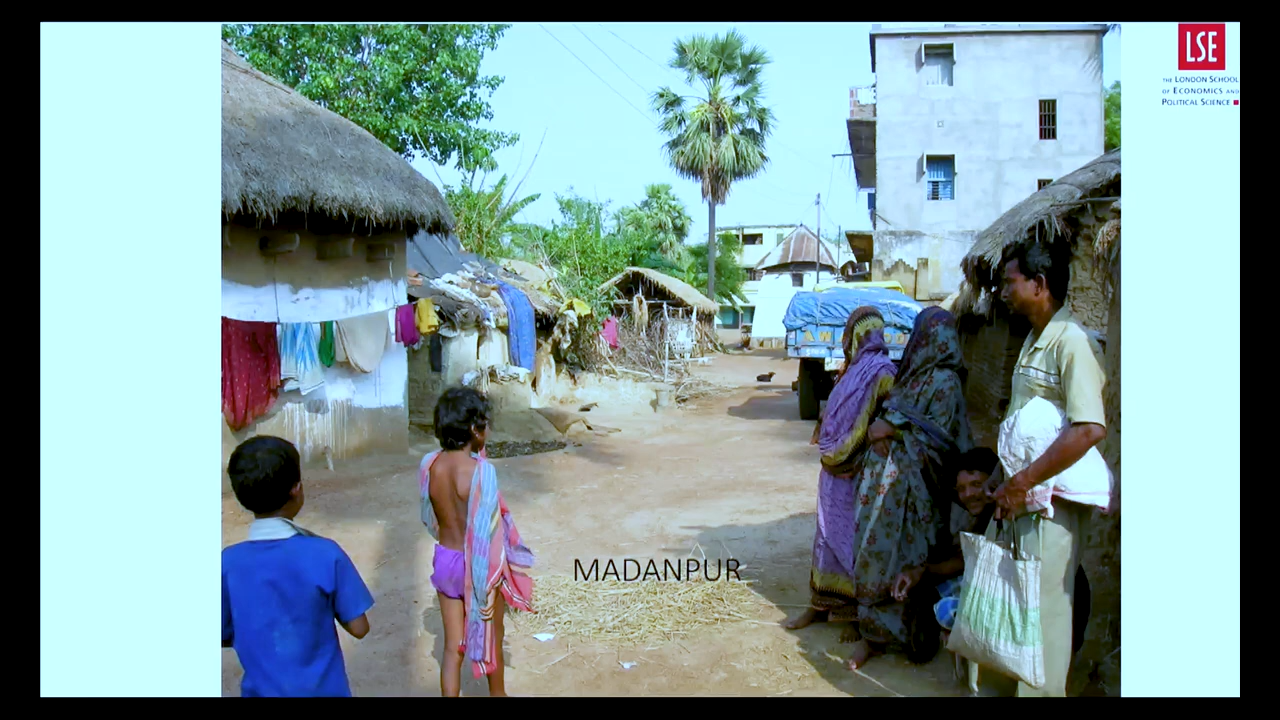 LSE
THE LONDON SCHOOL
OF ECONOMICS AND
POLITICAL SCIENCE
MADANPUR